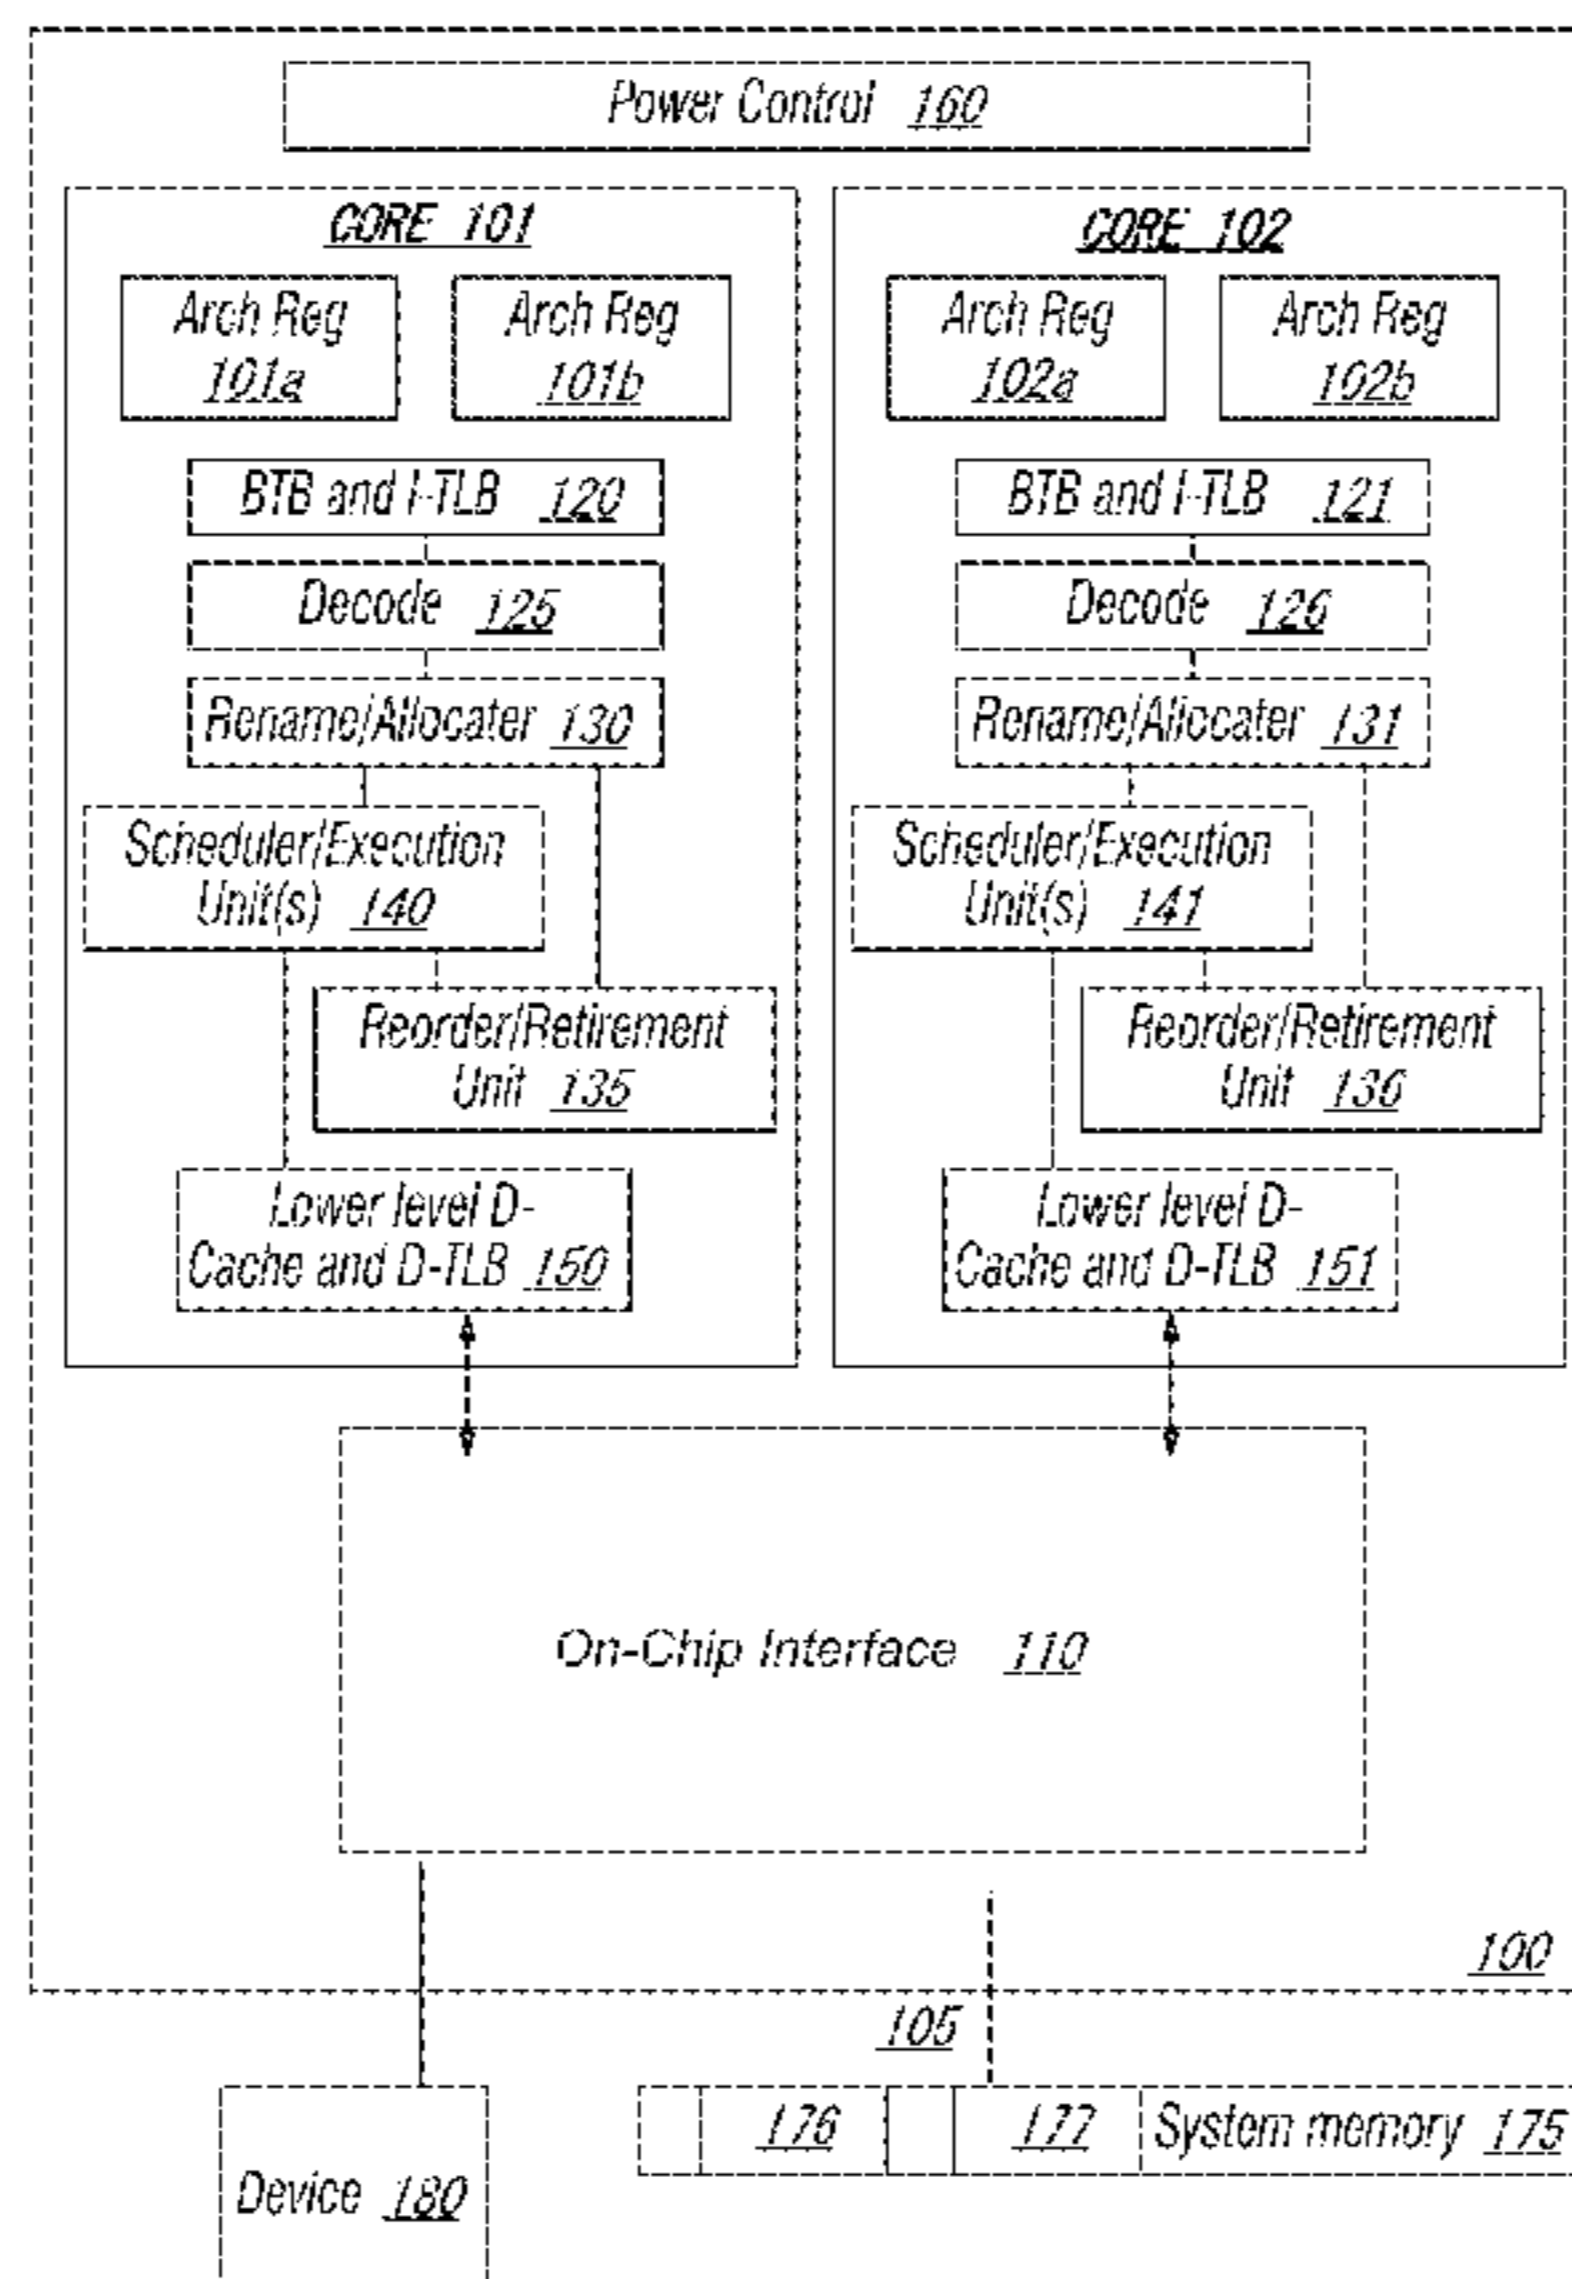 Power Control 160
CORE 101
Arch Reg
101a
Arch Reg
101b
BTB and I-TLB 120
Decode 125
Rename/Allocater 130
Scheduler/Execution
Unit(s) 140
Reorder/Retirement
Unit 135
Lower level D-
Cache and D-TLB 150
CORE 102
Arch Reg
102a
Arch Reg
102b
BTB and I-TLB 121
Decode 126
Rename/Allocater 131
Scheduler/Execution
Unit(s) 141
Reorder/Retirement
Unit 136
Lower level D-
Cache and D-TLB 151
On-Chip Interface 110
100
105
176
177
System memory 175
Device 180